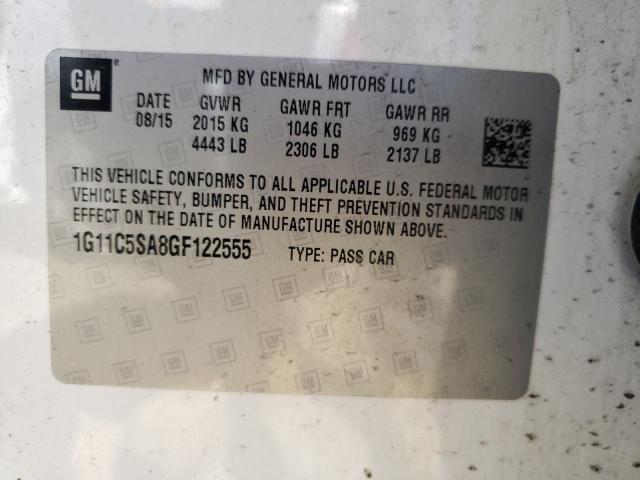 GM ® MFD BY GENERAL MOTORS LLC
DATE GVWR GAWR FRT GAWR RR
08/15 2015 KG 1046 KG 969 KG
4443 LB 2306 LB 2137 LB
THIS VEHICLE CONFORMS TO ALL APPLICABLE U.S. FEDERAL MOTOR
VEHICLE SAFETY, BUMPER, AND THEFT PREVENTION STANDARDS IN
EFFECT ON THE DATE OF MANUFACTURE SHOWN ABOVE.
1G11C5SA8GF122555 TYPE: PASS CAR